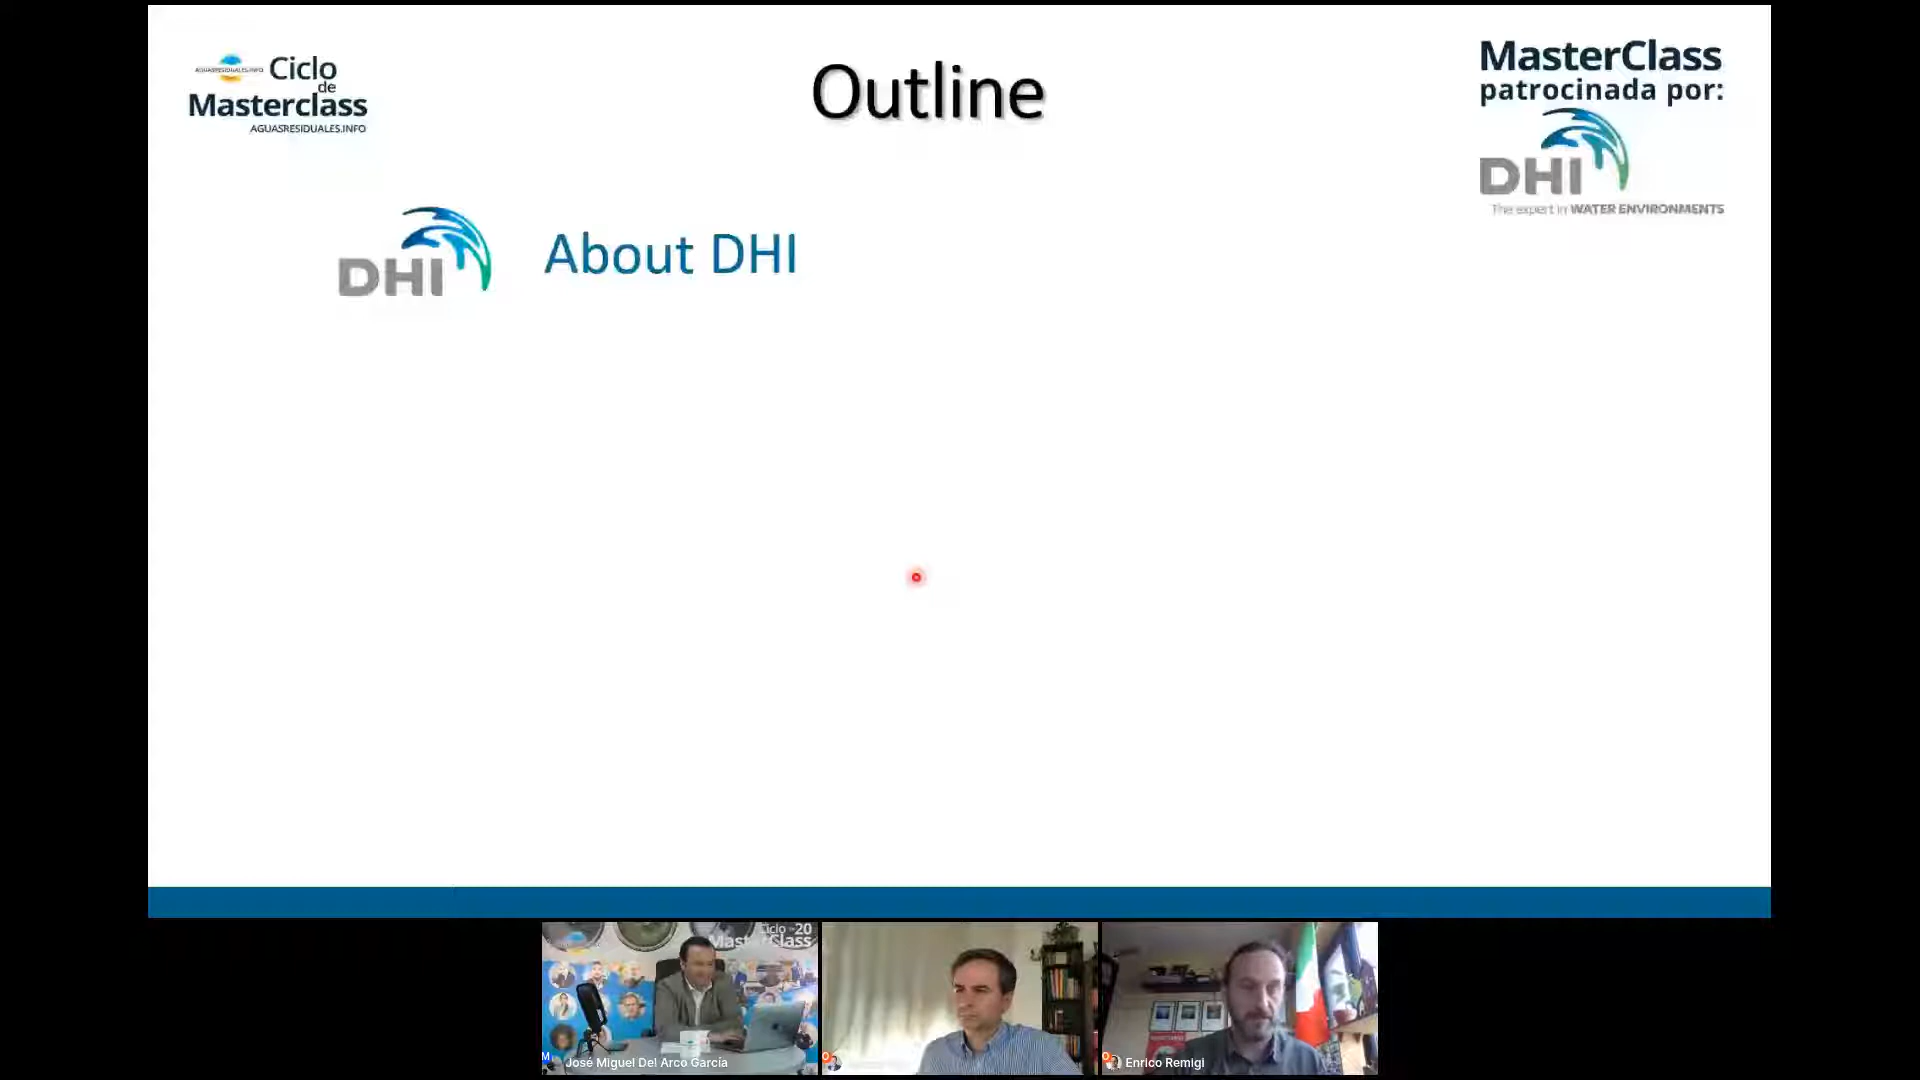 AGUASRESIDUALES.INFO
Ciclo
de
Masterclass
AGUASRESIDUALES.INFO
Outline
MasterClass
patrocinada por:
DHI
The expert in WATER ENVIRONMENTS
DHI
About DHI
Ciclo 20
MasterClass
M
José Miguel Del Arco García
Enrico Remigi